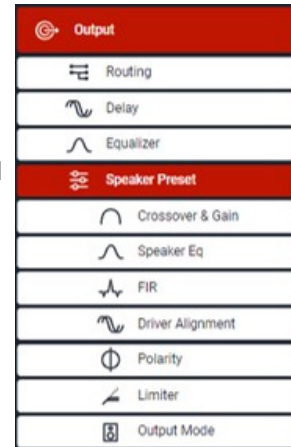 Output
Routing
Delay
Equalizer
Speaker Preset
Crossover & Gain
Speaker Eq
FIR
Driver Alignment
Polarity
Limiter
Output Mode